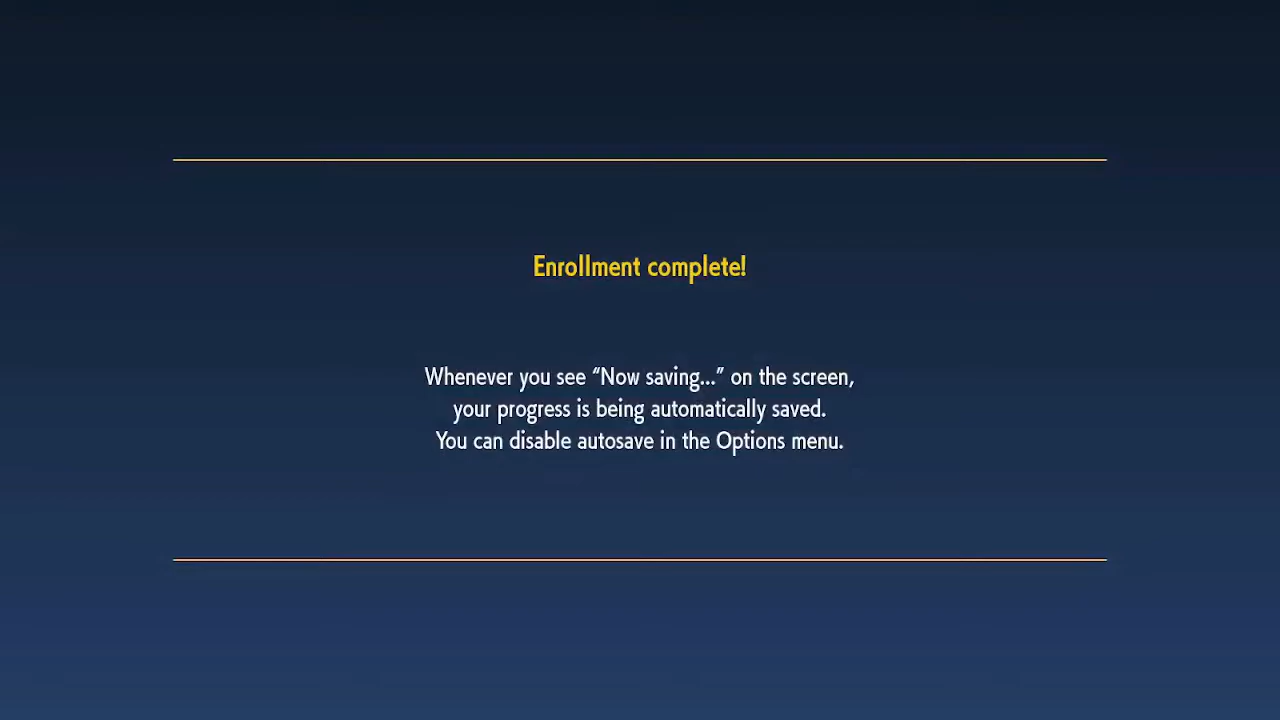 Enrollment complete!
Whenever you see “Now saving...” on the screen,
your progress is being automatically saved.
You can disable autosave in the Options menu.